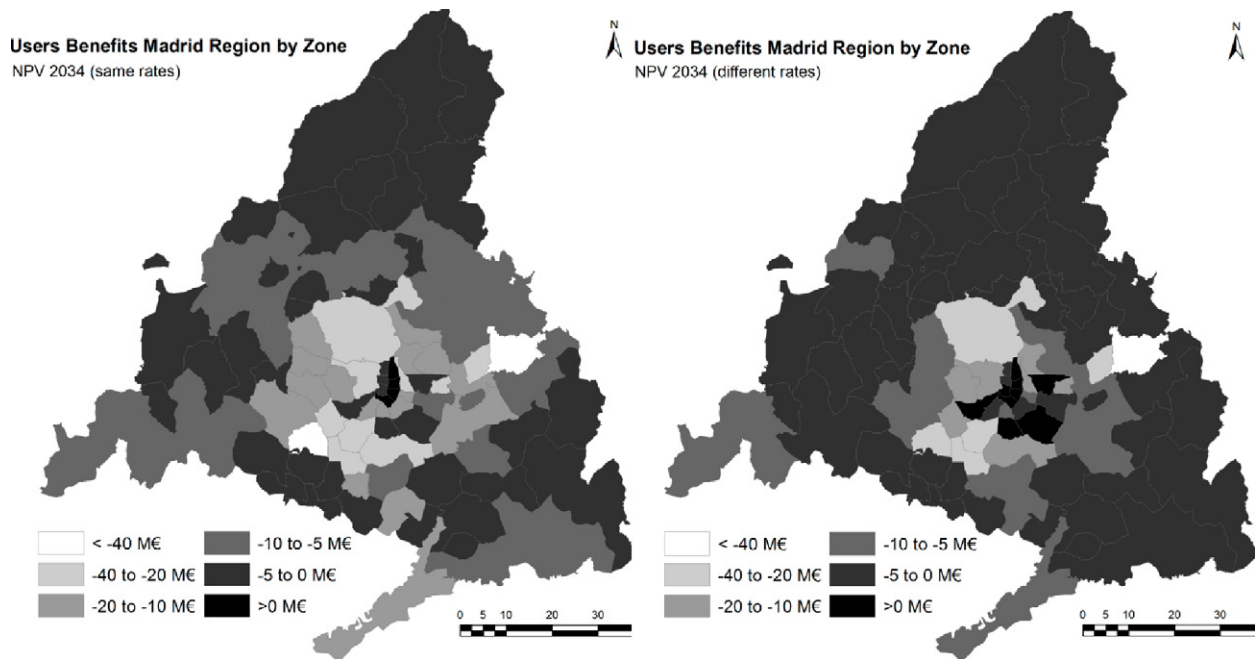 Users Benefits Madrid Region by Zone
NPV 2034 (same rates)
N
< -40 M€
-40 to -20 M€
-20 to -10 M€
-10 to -5 M€
-5 to 0 M€
>0 M€
0 5 10 20 30
Users Benefits Madrid Region by Zone
NPV 2034 (different rates)
N
< -40 M€
-40 to -20 M€
-20 to -10 M€
-10 to -5 M€
-5 to 0 M€
>0 M€
0 5 10 20 30